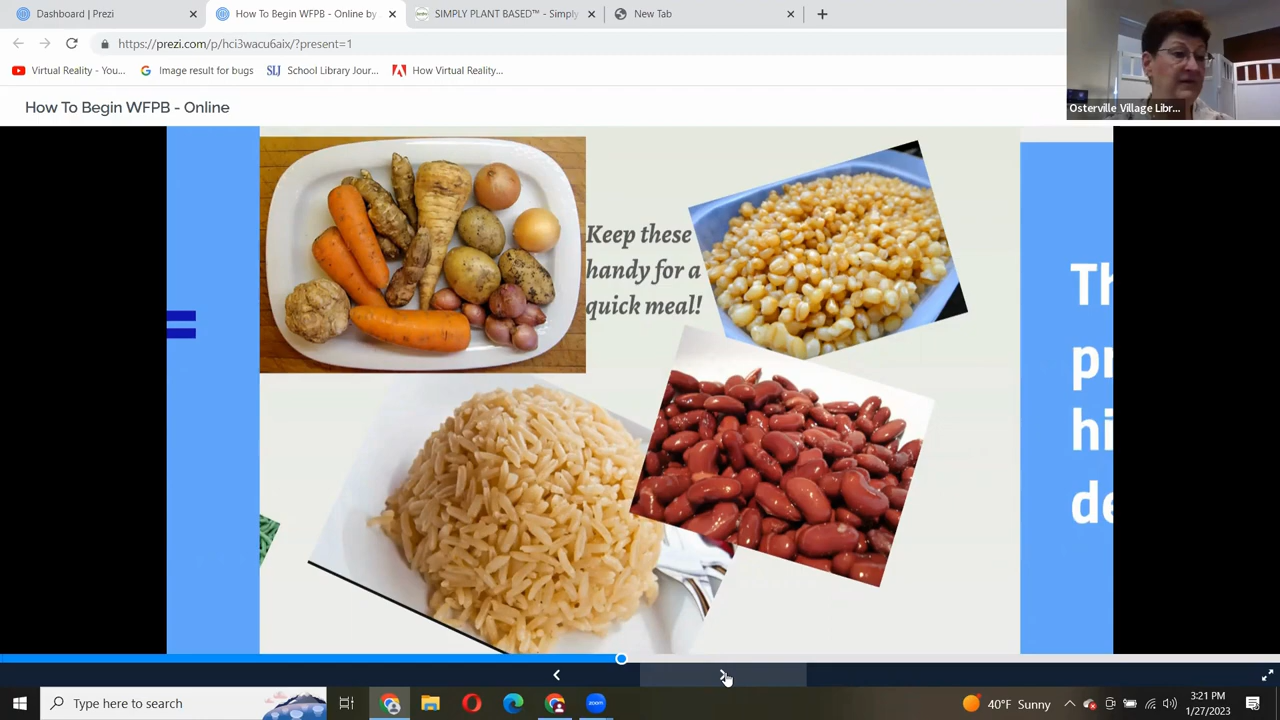 Dashboard | Prezi
How To Begin WFPB - Online by
SIMPLY PLANT BASED™ - Simply
New Tab
https://prezi.com/p/hci3wacu6aix/?present=1
Virtual Reality - You...
Image result for bugs
SLJ
School Library Jour...
How Virtual Reality...
Osterville Village Libr...
How To Begin WFPB - Online
Keep these
handy for a
quick meal!
Th
pr
hi
de
Type here to search
zoom
40°F Sunny
3:21 PM
1/27/2023